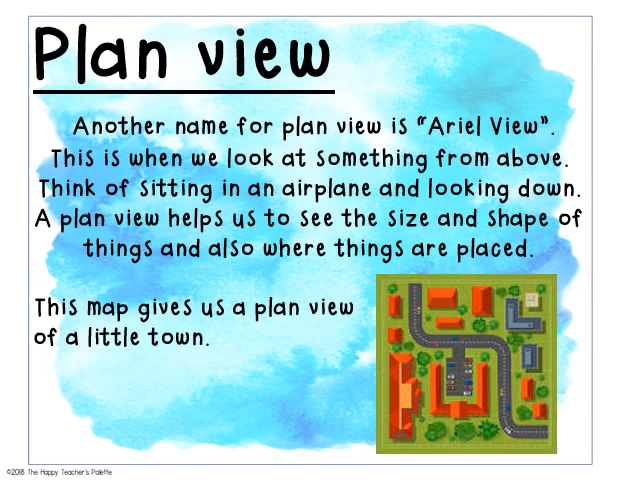 Plan view
Another name for plan view is "Ariel View".
This is when we look at something from above.
Think of sitting in an airplane and looking down.
A plan view helps us to see the size and shape of
things and also where things are placed.
This map gives us a plan view
of a little town.
©2018 The Happy Teacher's Palette